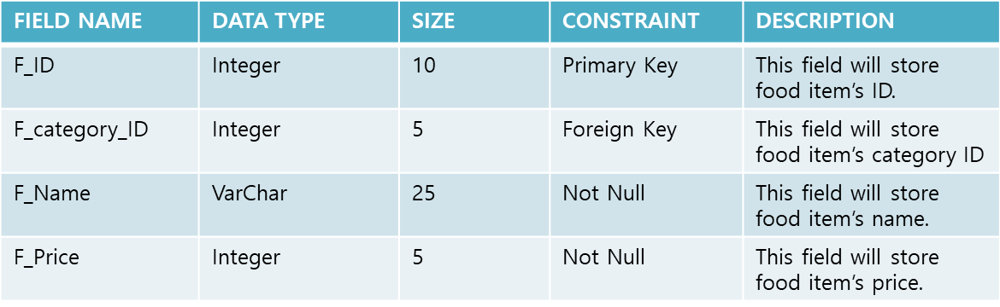 FIELD NAME DATA TYPE SIZE CONSTRAINT DESCRIPTION
F_ID Integer 10 Primary Key This field will store
food item’s ID.
F_category_ID Integer 5 Foreign Key This field will store
food item’s category ID
F_Name VarChar 25 Not Null This field will store
food item’s name.
F_Price Integer 5 Not Null This field will store
food item’s price.